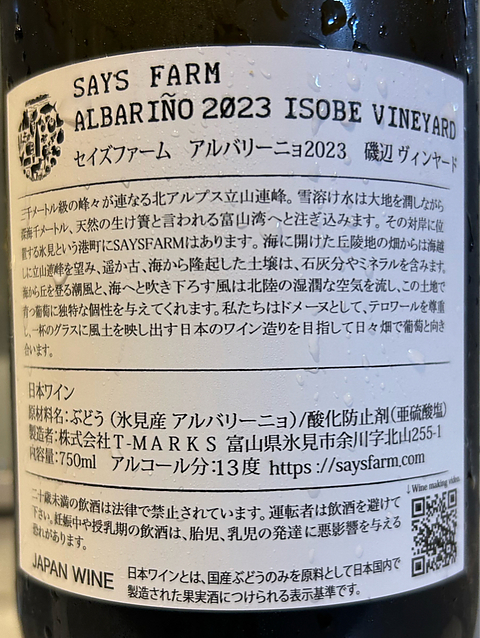 SAYS FARM
ALBARIÑO 2023 ISOBE VINEYARD
セイズファーム アルバリーニョ2023 磯辺 ヴィンヤード
三千メートル級の峰々が連なる北アルプス立山連峰。雪溶け水は大地を潤しながら
深海千メートル、天然の生け簀と言われる富山湾へと注ぎ込みます。その対岸に位
置する氷見という港町にSAYSFARMはあります。海に開けた丘陵地の畑からは海越
しに立山連峰を望み、遥か古、海から隆起した土壌は、石灰分やミネラルを含みます。
海から丘を登る潮風と、海へと吹き下ろす風は北陸の湿潤な空気を流し、この土地で
育つ葡萄に独特な個性を与えてくれます。私たちはドメーヌとして、テロワールを尊重
し、一杯のグラスに風土を映し出す日本のワイン造りを目指して日々畑で葡萄と向き
合います。
日本ワイン
原材料名:ぶどう(氷見産 アルバリーニョ)/酸化防止剤(亜硫酸塩)
製造者:株式会社T-MARKS 富山県氷見市余川字北山255-1
内容量:750ml アルコール分:13度 https://saysfarm.com
↓Wine making video.
二十歳未満の飲酒は法律で禁止されています。運転者は飲酒を避けて
下さい。妊娠中や授乳期の飲酒は、胎児、乳児の発達に悪影響を与える
恐れがあります。
JAPAN WINE
日本ワインとは、国産ぶどうのみを原料として日本国内で
製造された果実酒につけられる表示基準です。